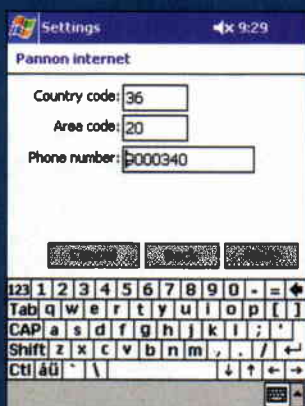 Settings 9:29
Pannon internet
Country code: 36
Area code: 20
Phone number: 9000340
123 1 2 3 4 5 6 7 8 9 0 - =
Tab q w e r t y u i o p [ ]
CAP a s d f g h j k l ; '
Shift z x c v b n m , . /
Ctl áü ` \